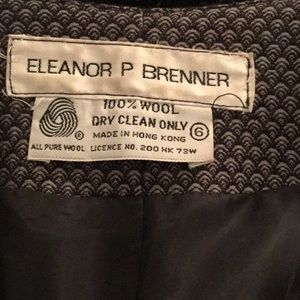 ELEANOR P BRENNER
100% WOOL
DRY CLEAN ONLY 6
MADE IN HONG KONG
®
ALL PURE WOOL LICENCE NO. 200 HK 73W